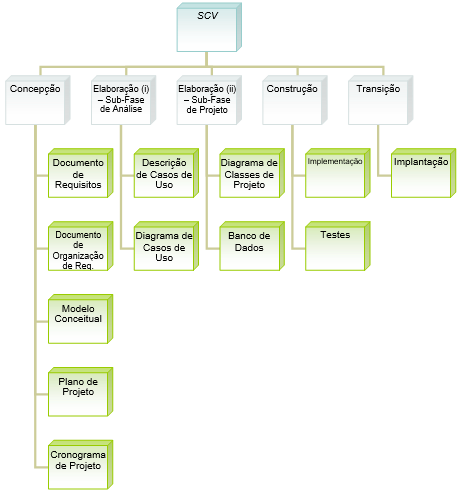 SCV
Concepção
Elaboração (i)
– Sub-Fase
de Análise
Elaboração (ii)
– Sub-Fase
de Projeto
Construção
Transição
Documento
de
Requisitos
Descrição
de Casos de
Uso
Diagrama de
Classes de
Projeto
Implementação
Implantação
Documento
de
Organização
de Req.
Diagrama de
Casos de
Uso
Banco de
Dados
Testes
Modelo
Conceitual
Plano de
Projeto
Cronograma
de Projeto